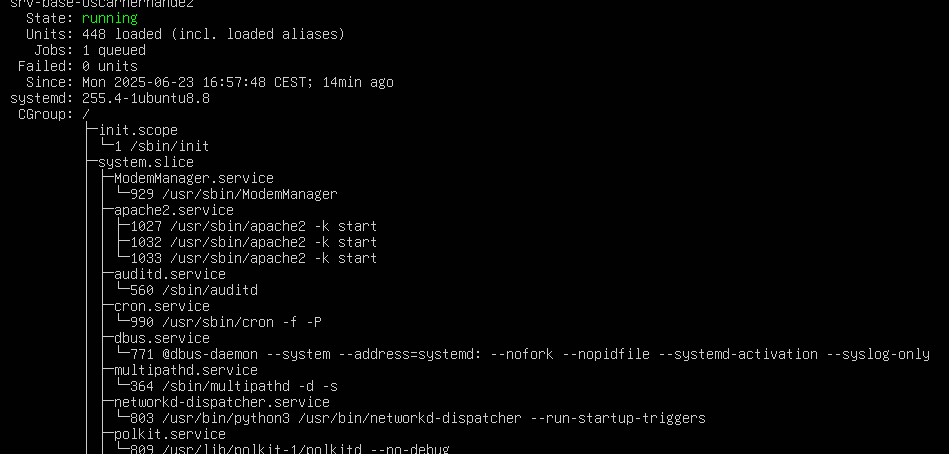 srv-base-oscarhernande2
State: running
Units: 448 loaded (incl. loaded aliases)
Jobs: 1 queued
Failed: 0 units
Since: Mon 2025-06-23 16:57:48 CEST; 14min ago
systemd: 255.4-1ubuntu8.8
CGroup: /
├─init.scope
│ └─1 /sbin/init
├─system.slice
│ ├─ModemManager.service
│ │ └─929 /usr/sbin/ModemManager
│ ├─apache2.service
│ │ ├─1027 /usr/sbin/apache2 -k start
│ │ ├─1032 /usr/sbin/apache2 -k start
│ │ └─1033 /usr/sbin/apache2 -k start
│ ├─auditd.service
│ │ └─560 /sbin/auditd
│ ├─cron.service
│ │ └─990 /usr/sbin/cron -f -P
│ ├─dbus.service
│ │ └─771 @dbus-daemon --system --address=systemd: --nofork --nopidfile --systemd-activation --syslog-only
│ ├─multipathd.service
│ │ └─364 /sbin/multipathd -d -s
│ ├─networkd-dispatcher.service
│ │ └─803 /usr/bin/python3 /usr/bin/networkd-dispatcher --run-startup-triggers
│ ├─polkit.service
│ │ └─809 /usr/lib/polkit-1/polkitd --no-debug